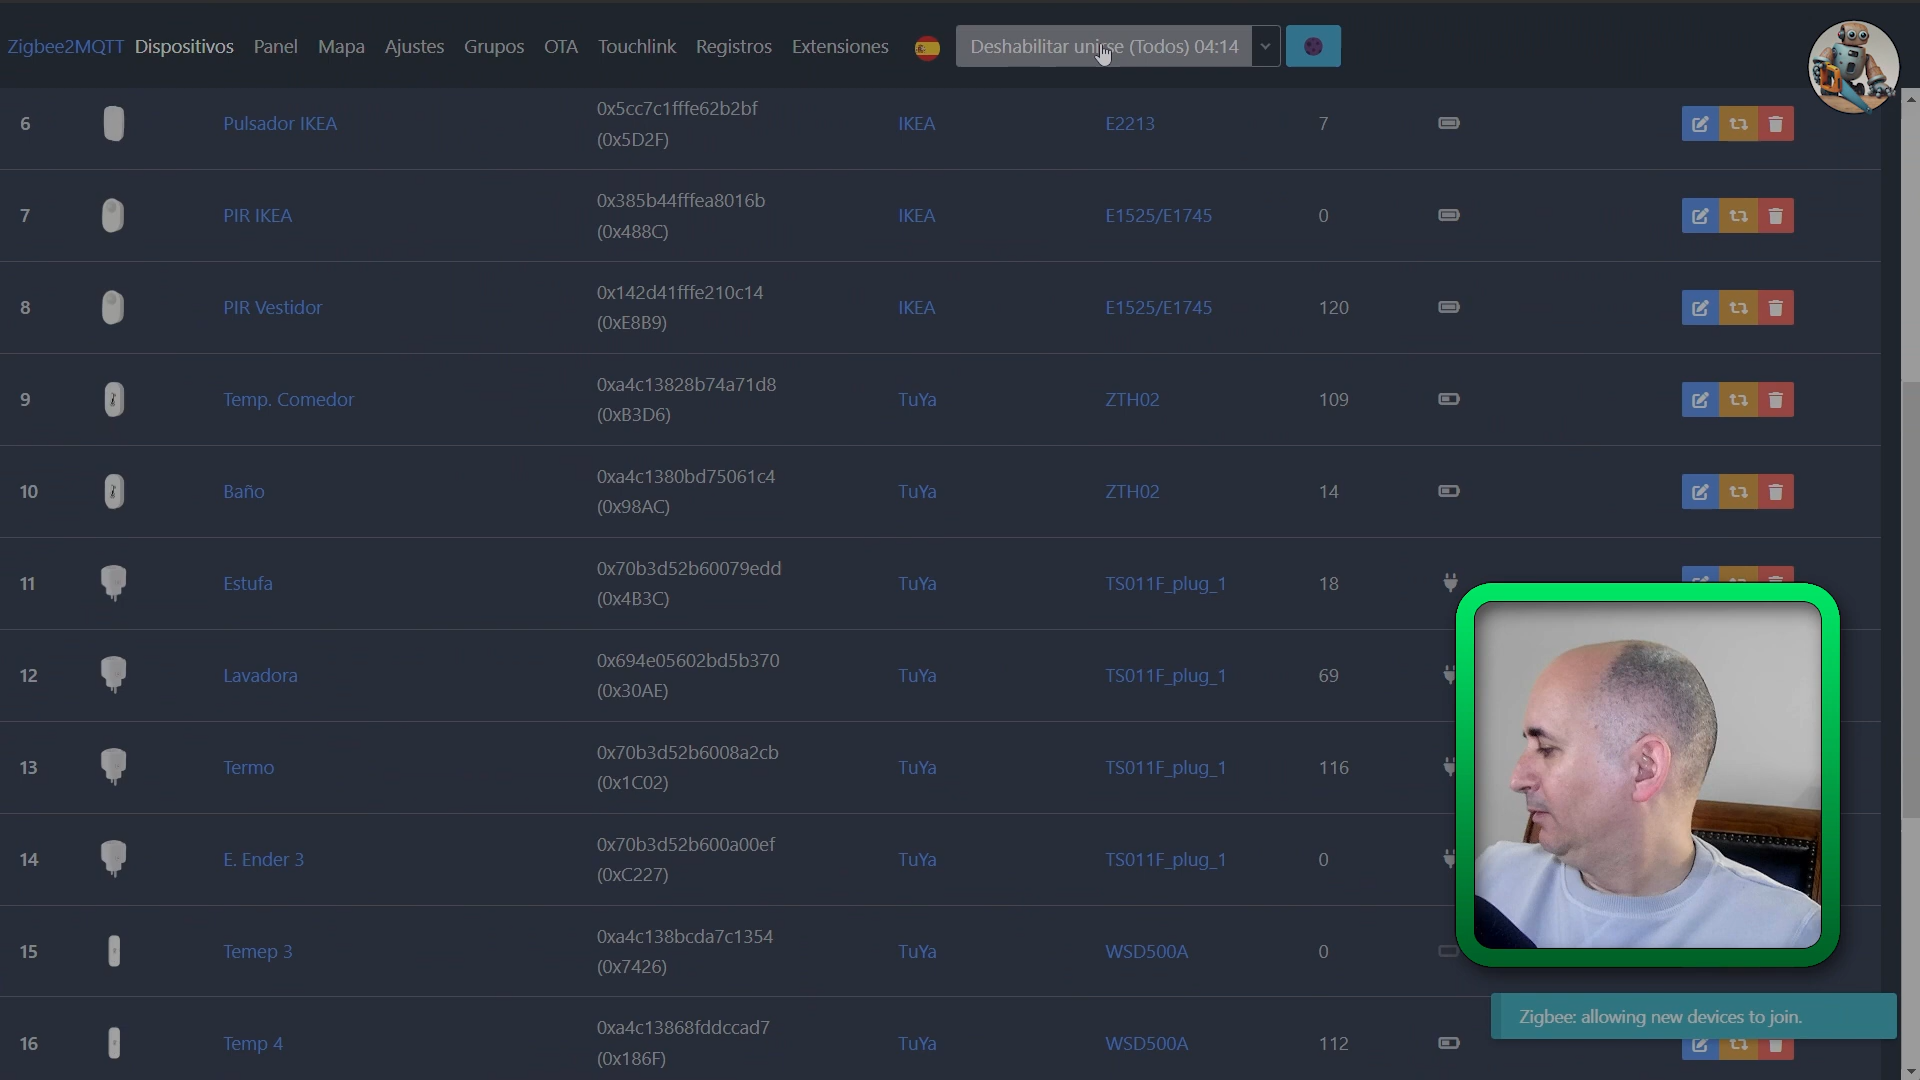 Zigbee2MQTT Dispositivos Panel Mapa Ajustes Grupos OTA Touchlink Registros Extensiones Deshabilitar unirse (Todos) 04:14
6 Pulsador IKEA 0x5cc7c1fffe62b2bf IKEA E2213 7
(0x5D2F)
7 PIR IKEA 0x385b44fffea8016b IKEA E1525/E1745 0
(0x488C)
8 PIR Vestidor 0x142d41fffe210c14 IKEA E1525/E1745 120
(0xE8B9)
9 Temp. Comedor 0xa4c13828b74a71d8 TuYa ZTH02 109
(0xB3D6)
10 Baño 0xa4c1380bd75061c4 TuYa ZTH02 14
(0x98AC)
11 Estufa 0x70b3d52b60079edd TuYa TS011F_plug_1 18
(0x4B3C)
12 Lavadora 0x694e05602bd5b370 TuYa TS011F_plug_1 69
(0x30AE)
13 Termo 0x70b3d52b6008a2cb TuYa TS011F_plug_1 116
(0x1C02)
14 E. Ender 3 0x70b3d52b600a00ef TuYa TS011F_plug_1 0
(0xC227)
15 Temep 3 0xa4c138bcda7c1354 TuYa WSD500A 0
(0x7426)
Zigbee: allowing new devices to join.
16 Temp 4 0xa4c13868fddccad7 TuYa WSD500A 112
(0x186F)